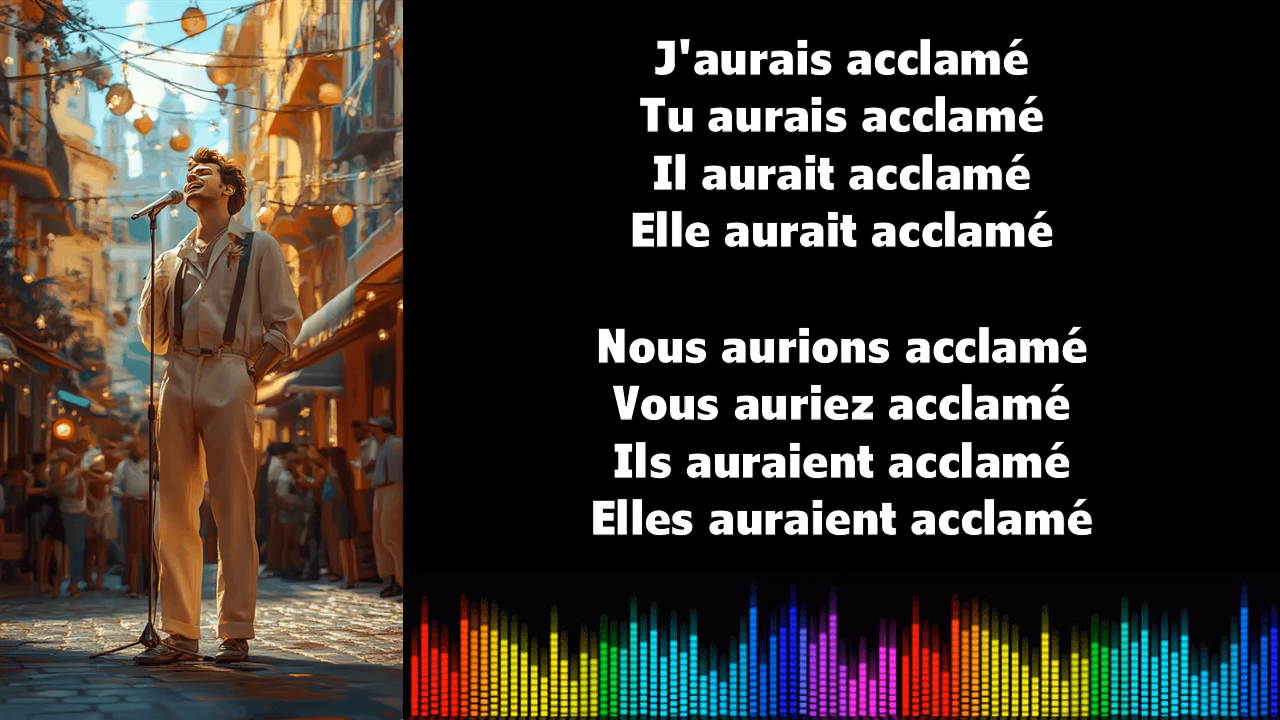 J'aurais acclamé
Tu aurais acclamé
Il aurait acclamé
Elle aurait acclamé
Nous aurions acclamé
Vous auriez acclamé
Ils auraient acclamé
Elles auraient acclamé